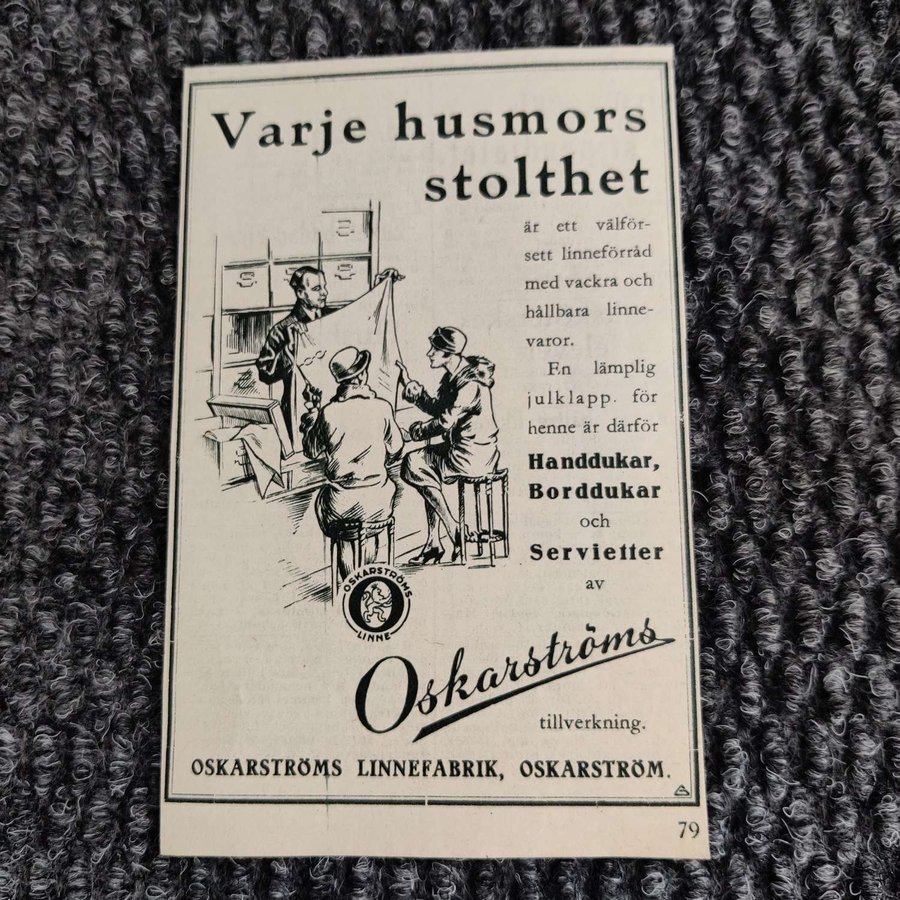 Varje husmors
stolthet
är ett välför-
sett linneförråd
med vackra och
hållbara linne-
varor.
En lämplig
julklapp. för
henne är därför
Handdukar,
Borddukar
och
Servietter
av
OSKARSTRÖMS
LINNE
Oskarströms
tillverkning.
OSKARSTRÖMS LINNEFABRIK, OSKARSTRÖM.
79